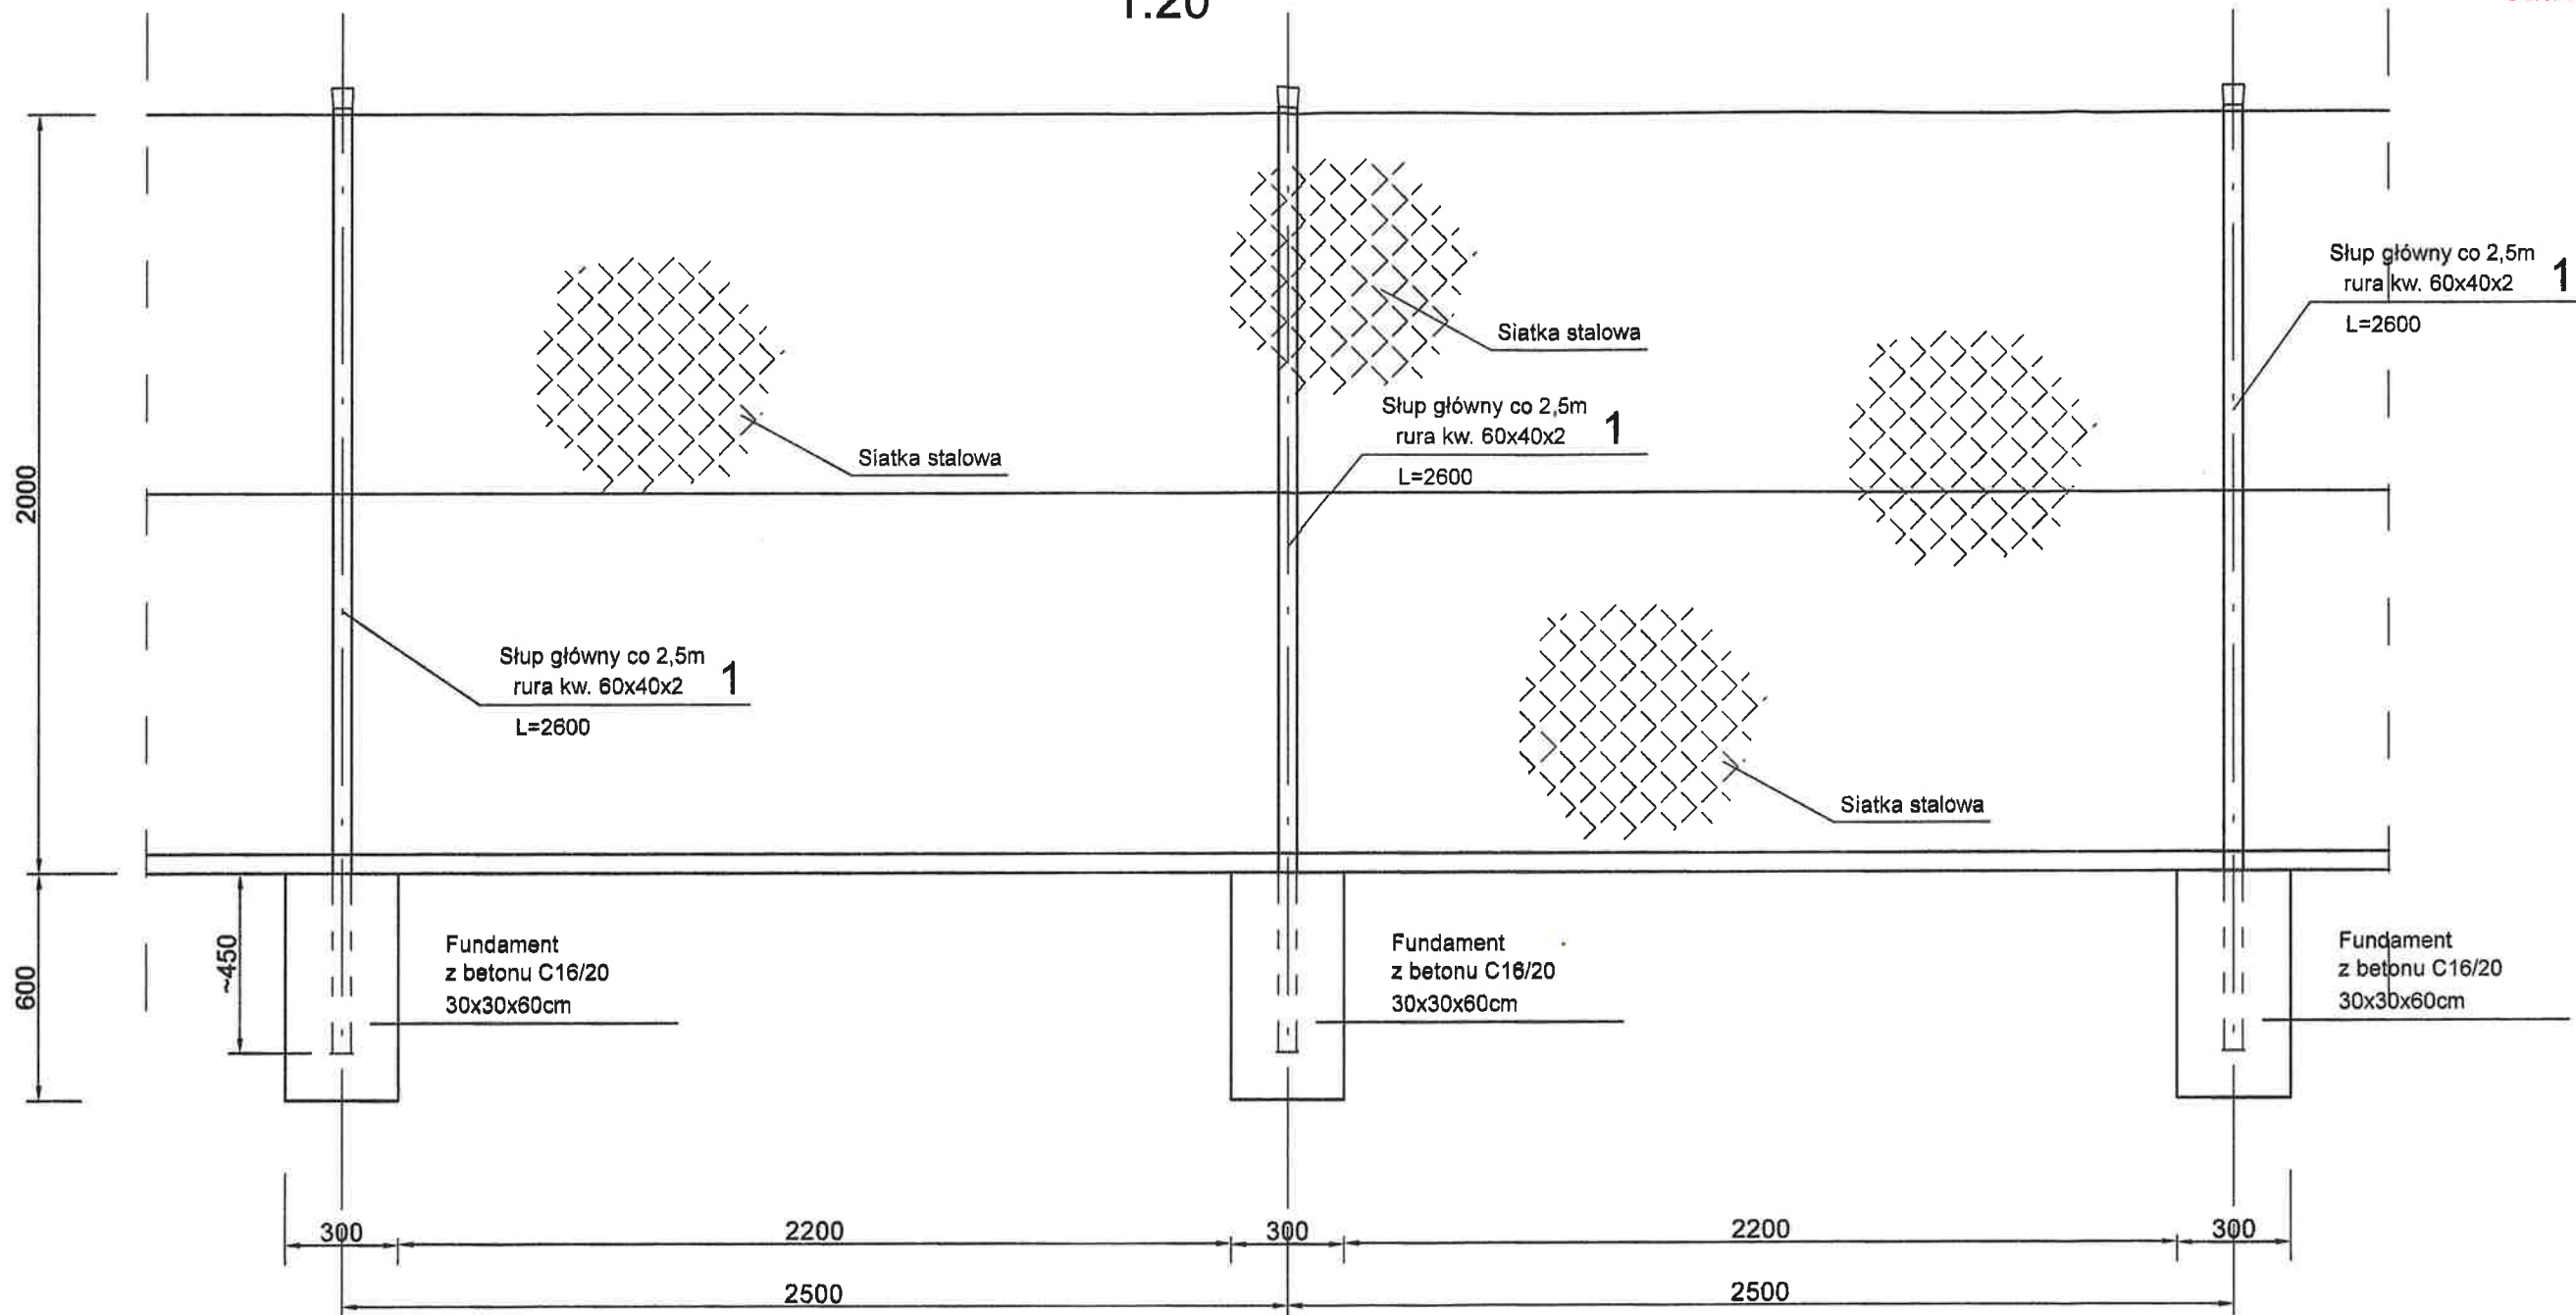 1:20
Słup główny co 2,5m
rura kw. 60x40x2 1
L=2600
Siatka stalowa
Słup główny co 2,5m
rura kw. 60x40x2 1
L=2600
Siatka stalowa
2000
Słup główny co 2,5m
rura kw. 60x40x2 1
L=2600
Siatka stalowa
600
~450
Fundament
z betonu C16/20
30x30x60cm
Fundament
z betonu C16/20
30x30x60cm
Fundament
z betonu C16/20
30x30x60cm
300 2200 300 2200 300
2500 2500